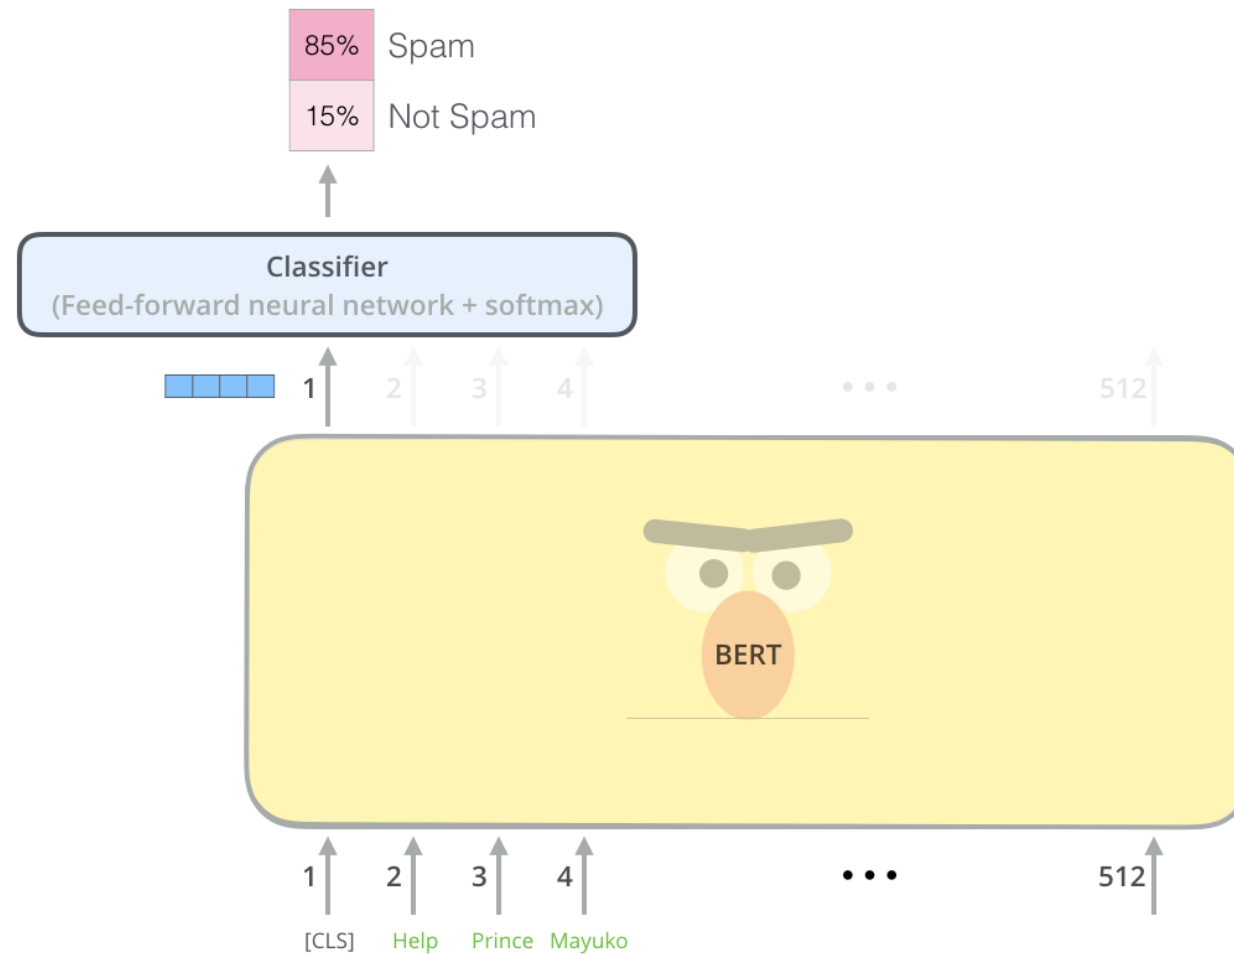 85% Spam
15% Not Spam
Classifier
(Feed-forward neural network + softmax)
1 2 3 4 ••• 512
BERT
1 2 3 4 ••• 512
[CLS] Help Prince Mayuko